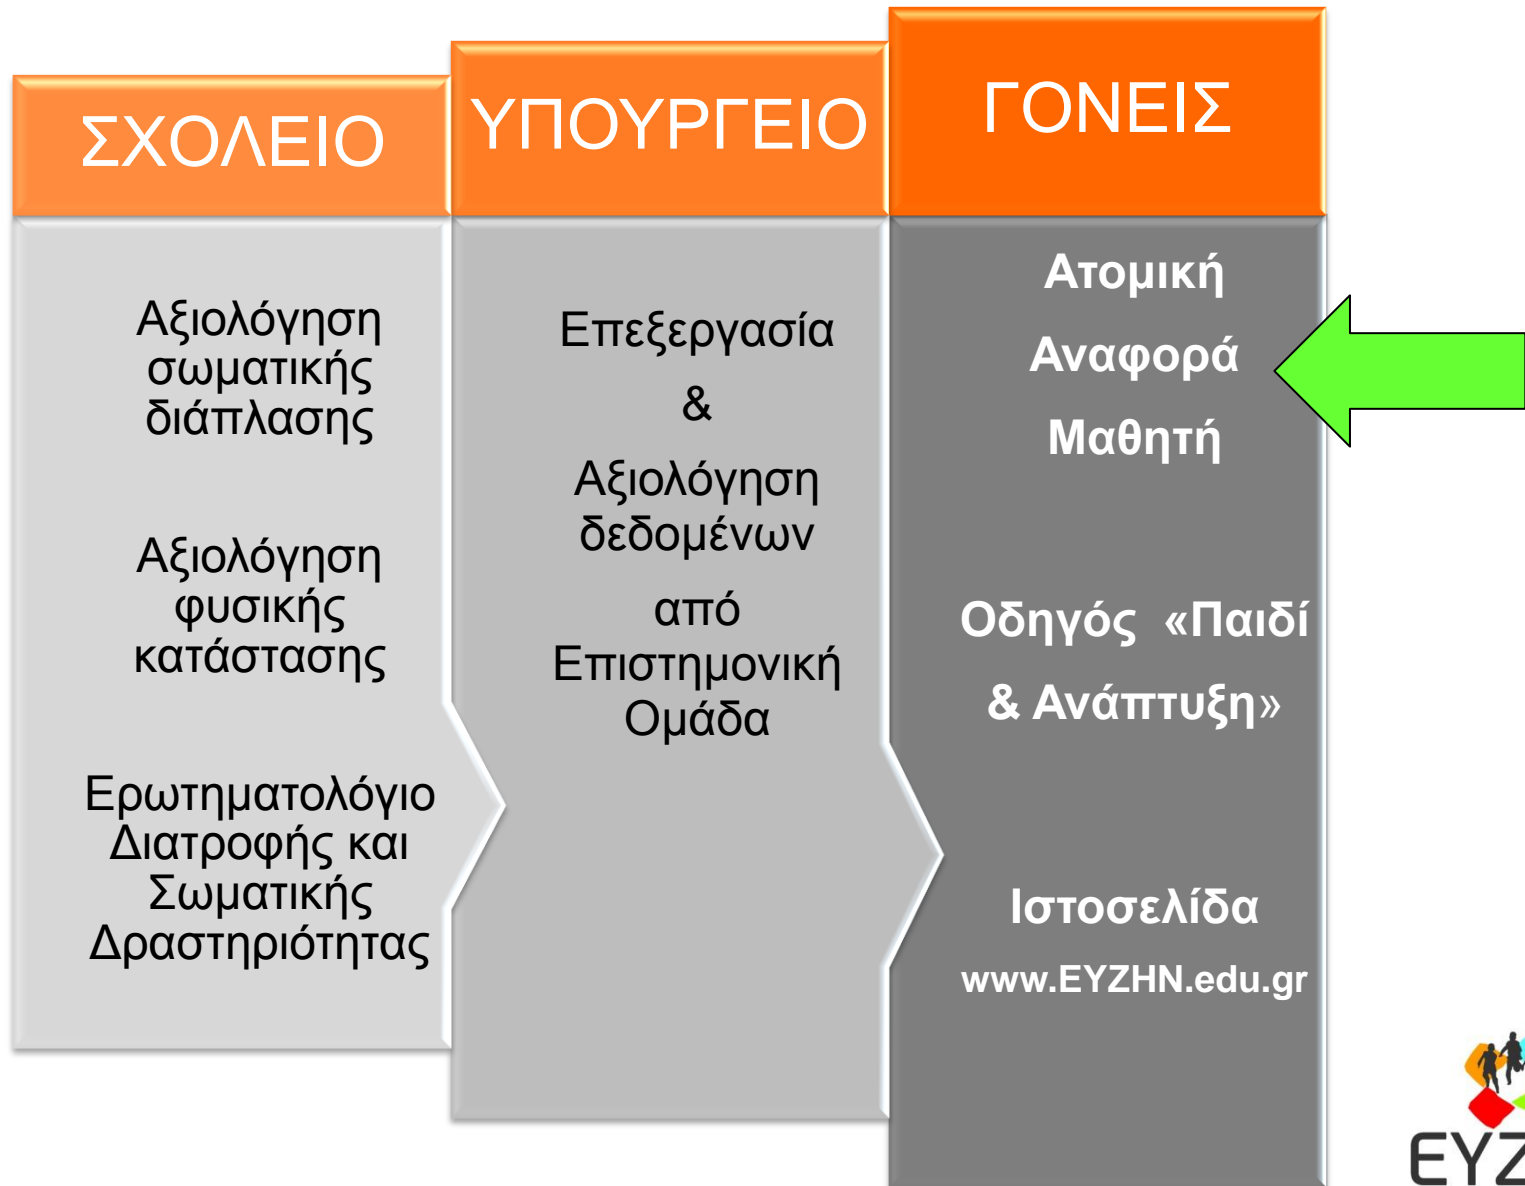 ΣΧΟΛΕΙΟ
Αξιολόγηση
σωματικής
διάπλασης
Αξιολόγηση
φυσικής
κατάστασης
Ερωτηματολόγιο
Διατροφής και
Σωματικής
Δραστηριότητας
ΥΠΟΥΡΓΕΙΟ
Επεξεργασία
&
Αξιολόγηση
δεδομένων
από
Επιστημονική
Ομάδα
ΓΟΝΕΙΣ
Ατομική
Αναφορά
Μαθητή
Οδηγός «Παιδί
& Ανάπτυξη»
Ιστοσελίδα
www.EYZHN.edu.gr